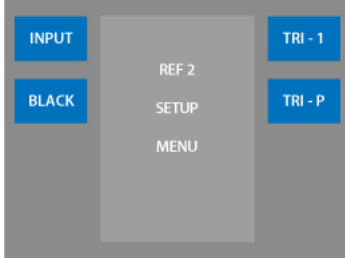 INPUT
TRI - 1
REF 2
BLACK
SETUP
TRI - P
MENU